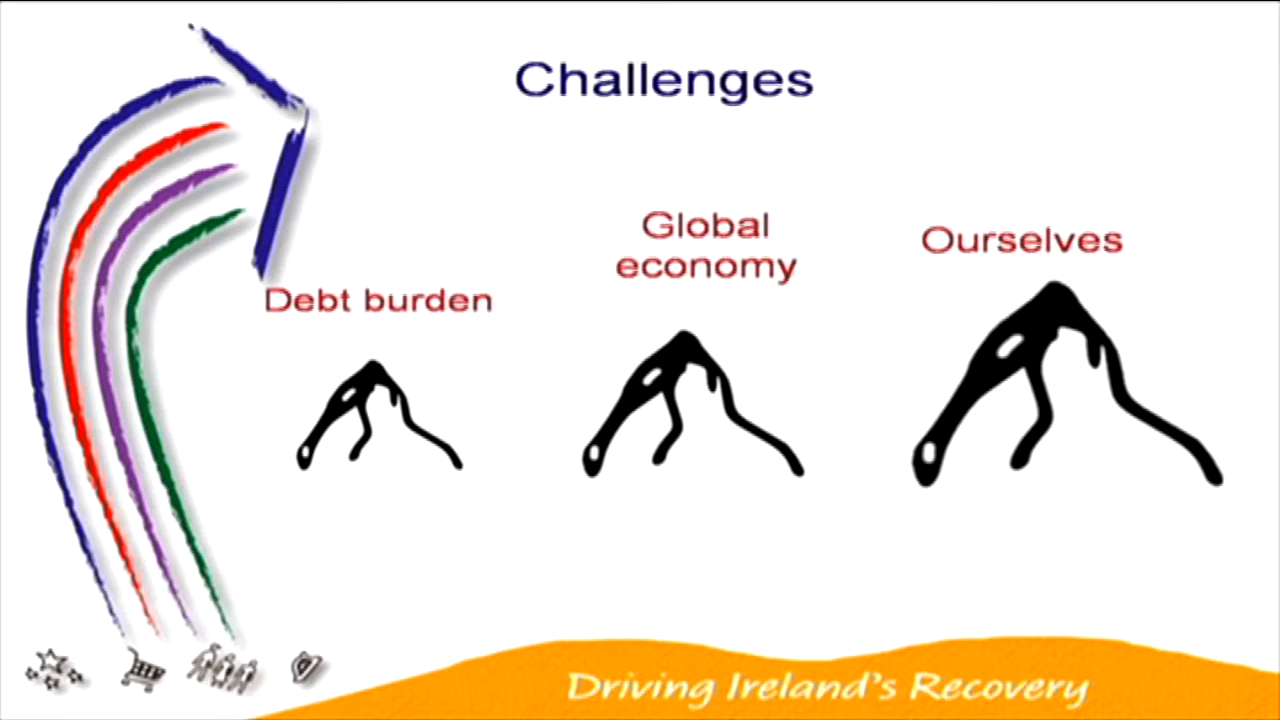 Challenges
Debt burden
Global
economy
Ourselves
Driving Ireland's Recovery